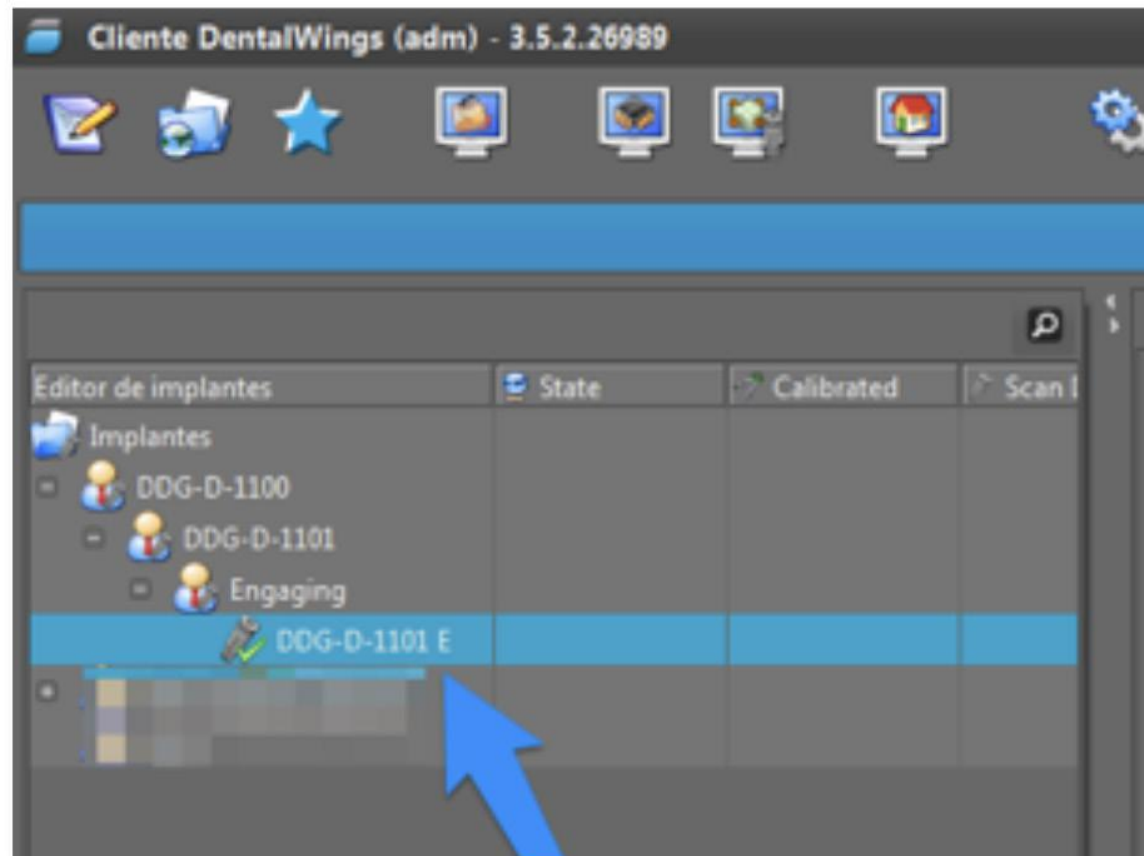 Cliente DentalWings (adm) - 3.5.2.26989
Editor de implantes State Calibrated Scan
Implantes
DDG-D-1100
DDG-D-1101
Engaging
DDG-D-1101 E